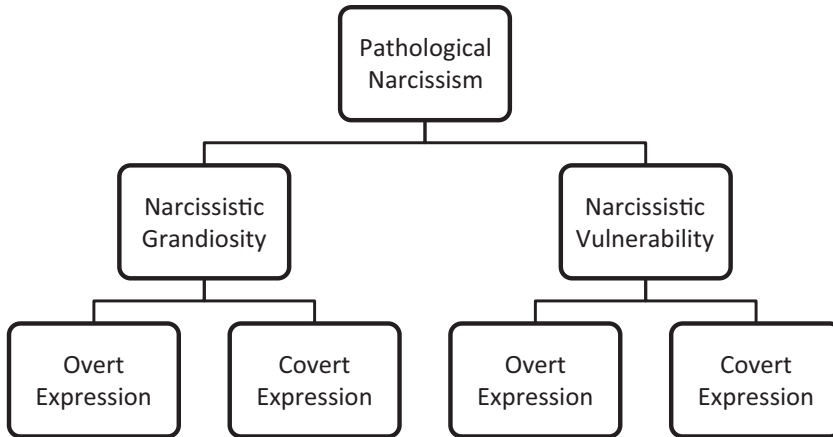 Pathological
Narcissism
Narcissistic
Grandiosity
Narcissistic
Vulnerability
Overt
Expression
Covert
Expression
Overt
Expression
Covert
Expression